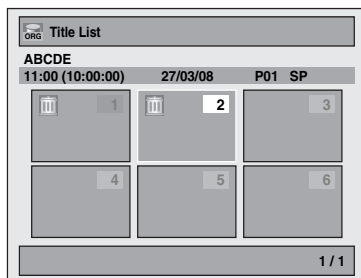 ORG Title List
ABCDE
11:00 (10:00:00) 27/03/08 P01 SP
1 2 3
4 5 6
1 / 1